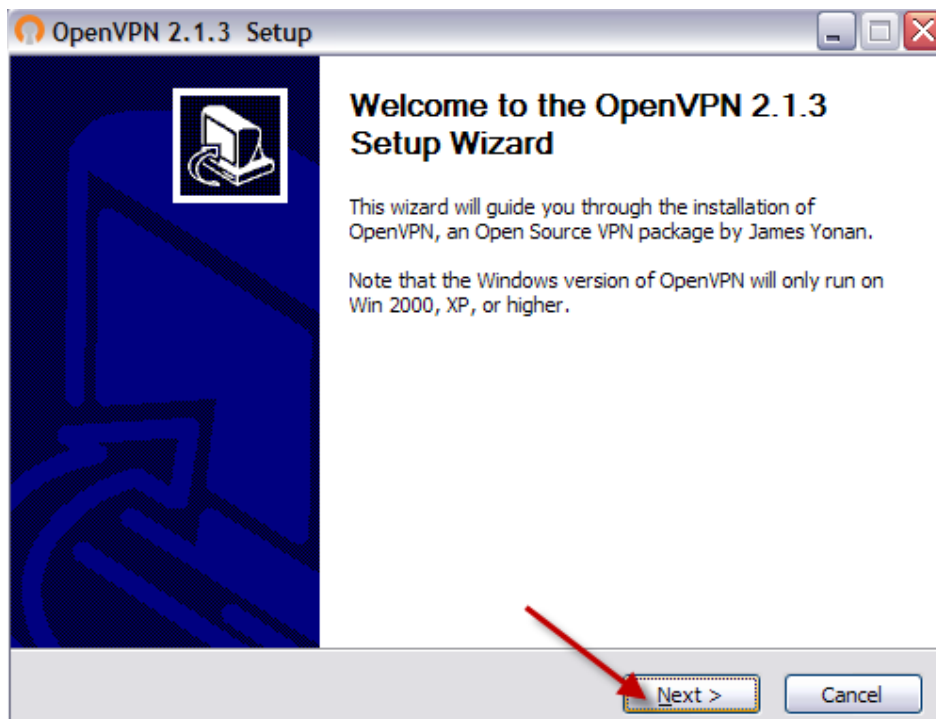 OpenVPN 2.1.3 Setup
Welcome to the OpenVPN 2.1.3
Setup Wizard
This wizard will guide you through the installation of
OpenVPN, an Open Source VPN package by James Yonan.
Note that the Windows version of OpenVPN will only run on
Win 2000, XP, or higher.
Next >
Cancel